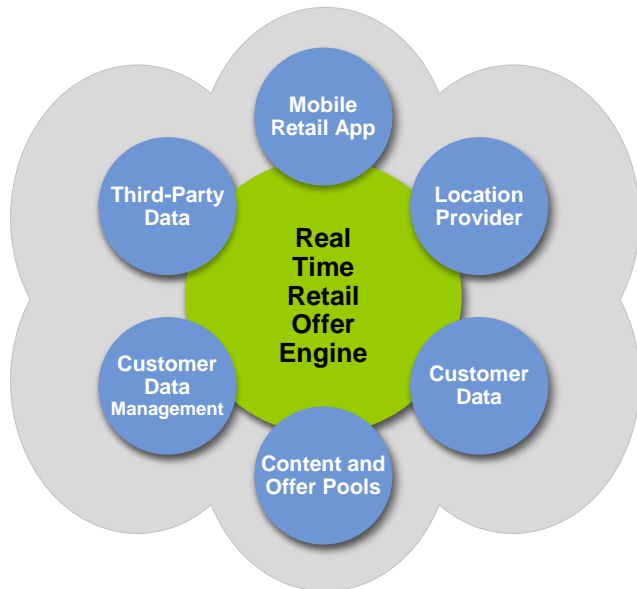 Mobile
Retail App
Third-Party
Data
Location
Provider
Real
Time
Retail
Offer
Engine
Customer
Data
Management
Customer
Data
Content and
Offer Pools